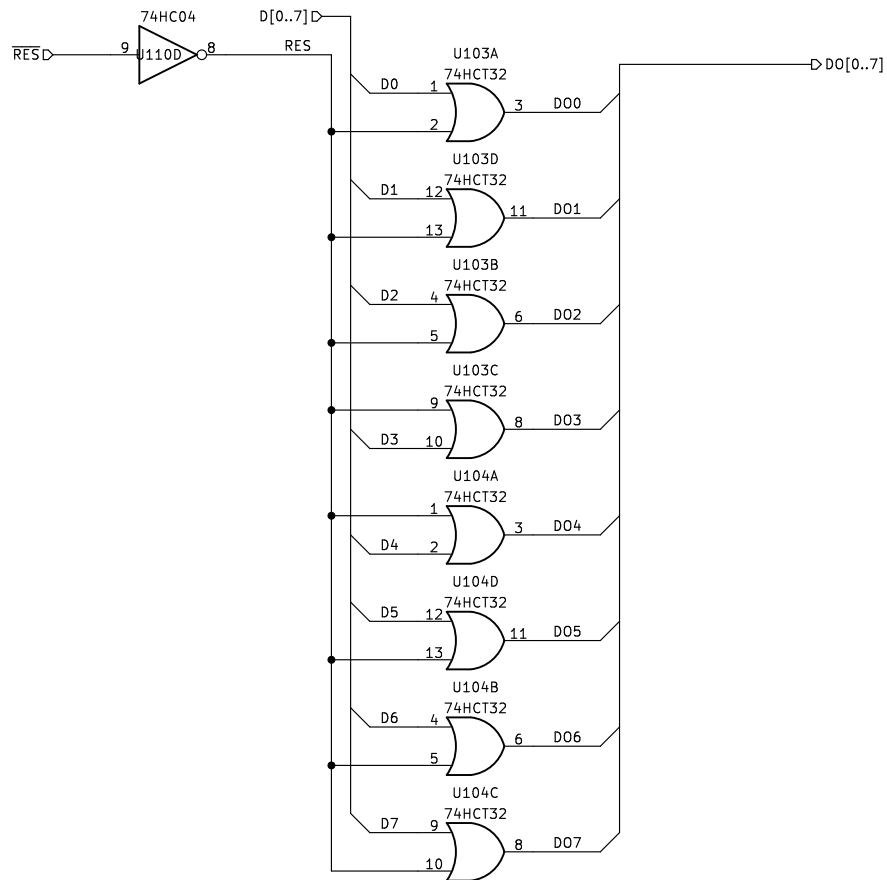 74HC04
D[0..7]
RES
9
U110D
8
RES
DO[0..7]
U103A
74HCT32
D0
1
2
3
DO0
U103D
74HCT32
D1
12
13
11
DO1
U103B
74HCT32
D2
4
5
6
DO2
U103C
74HCT32
9
D3
10
8
DO3
U104A
74HCT32
1
D4
2
3
DO4
U104D
74HCT32
D5
12
13
11
DO5
U104B
74HCT32
D6
4
5
6
DO6
U104C
74HCT32
D7
9
10
8
DO7